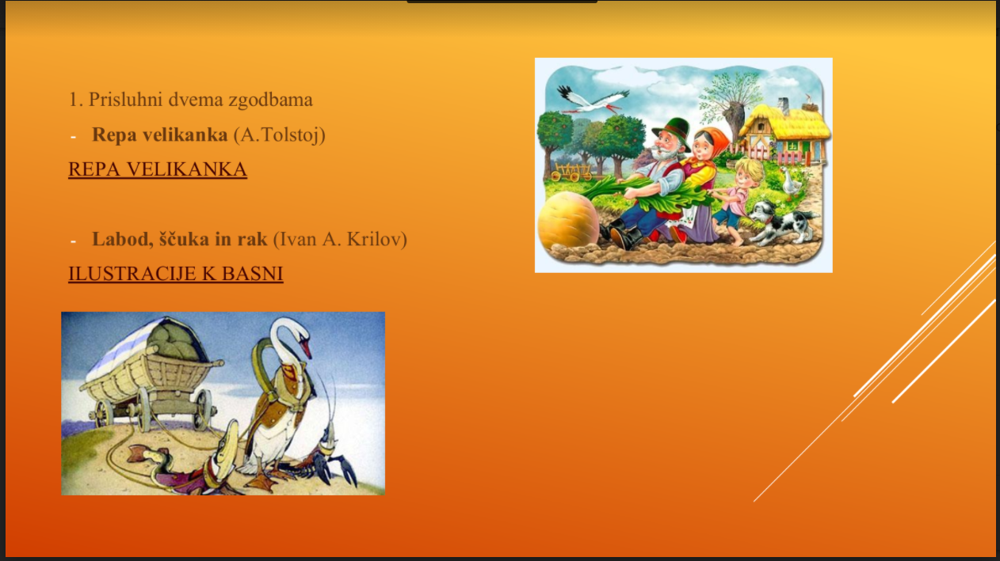 1. Prisluhni dvema zgodbama
- Repa velikanka (A.Tolstoj)
REPA VELIKANKA
- Labod, ščuka in rak (Ivan A. Krilov)
ILUSTRACIJE K BASNI